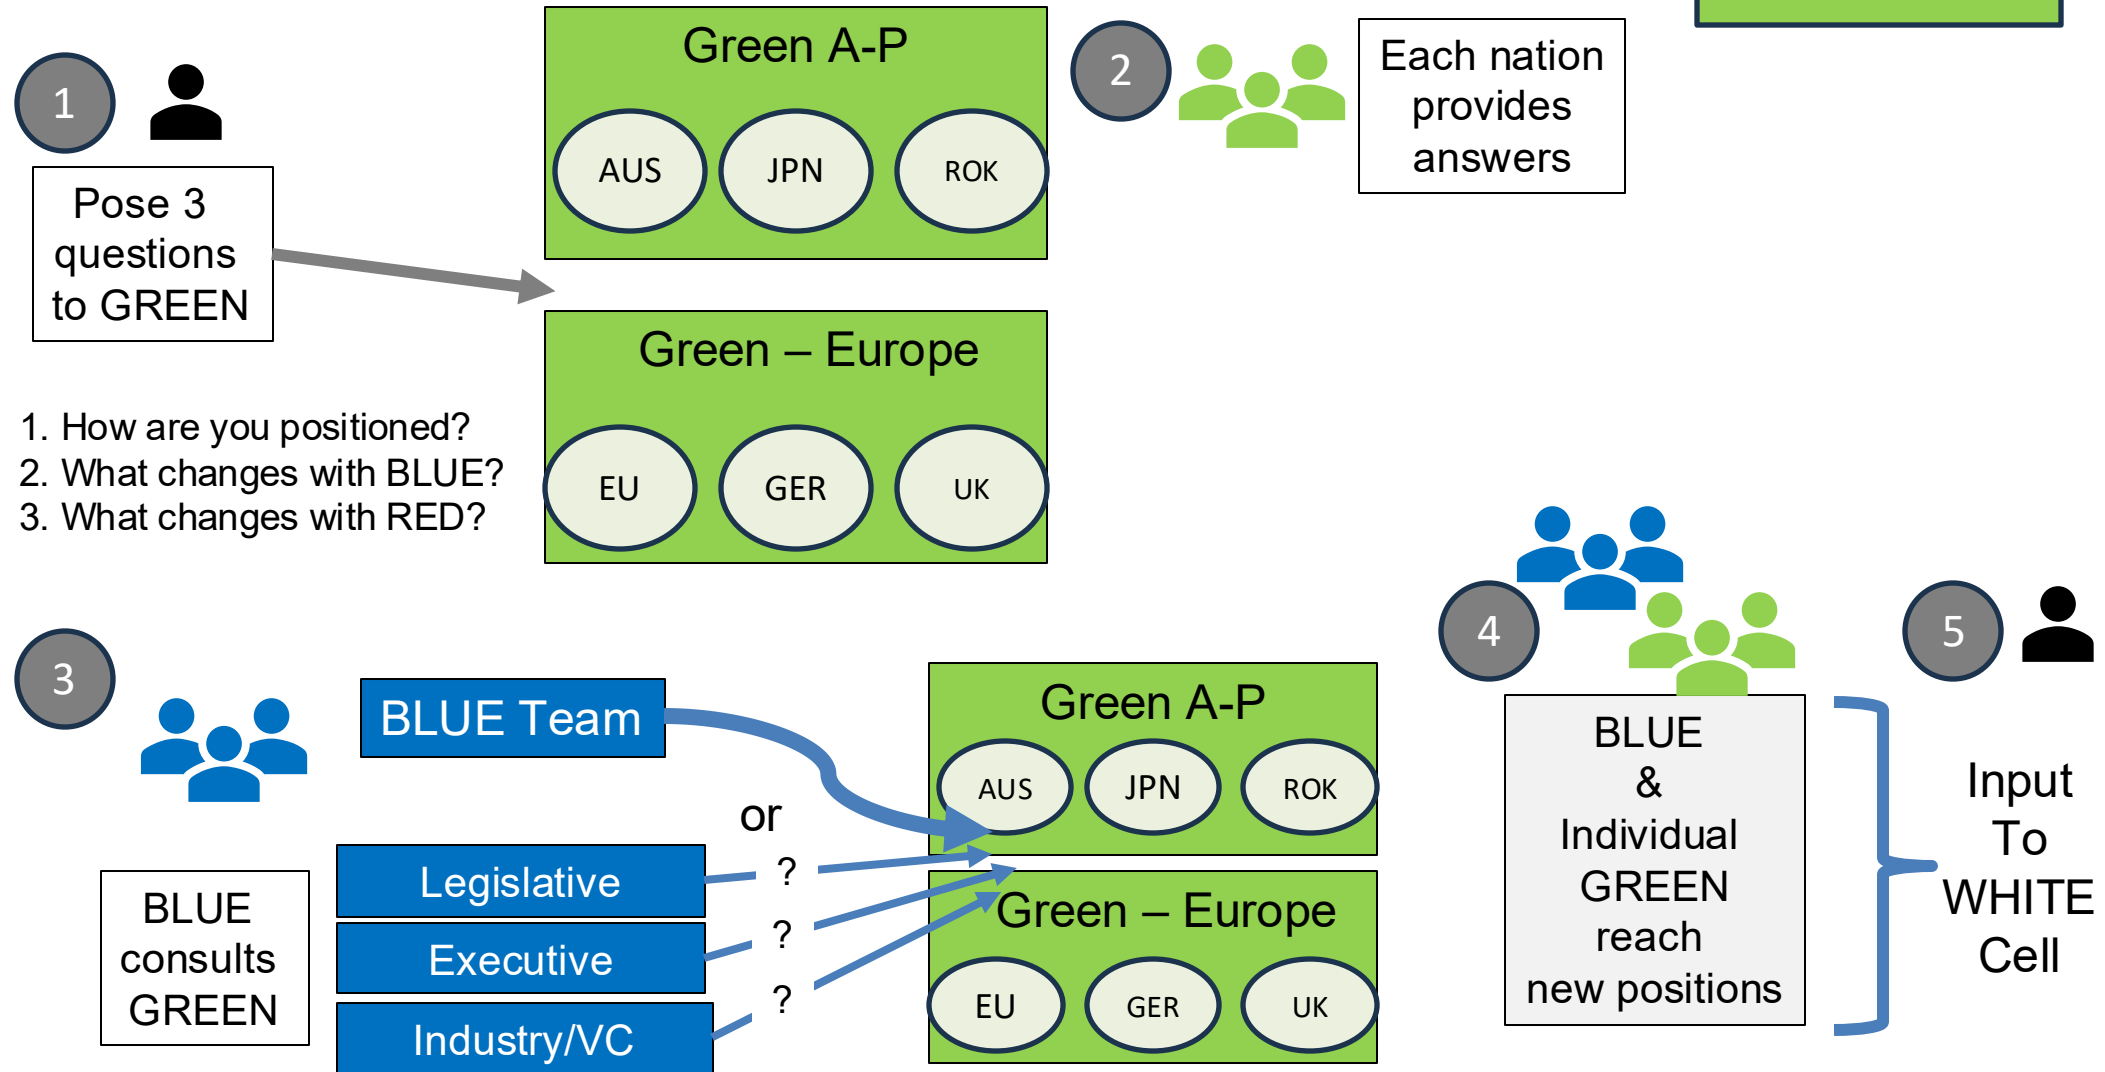 1
Pose 3
questions
to GREEN
1. How are you positioned?
2. What changes with BLUE?
3. What changes with RED?
Green A-P
AUS
JPN
ROK
Green – Europe
EU
GER
UK
2
Each nation
provides
answers
3
BLUE
consults
GREEN
BLUE Team
or
Legislative
?
Executive
?
Industry/VC
?
Green A-P
AUS
JPN
ROK
Green – Europe
EU
GER
UK
4
BLUE
&
Individual
GREEN
reach
new positions
5
Input
To
WHITE
Cell